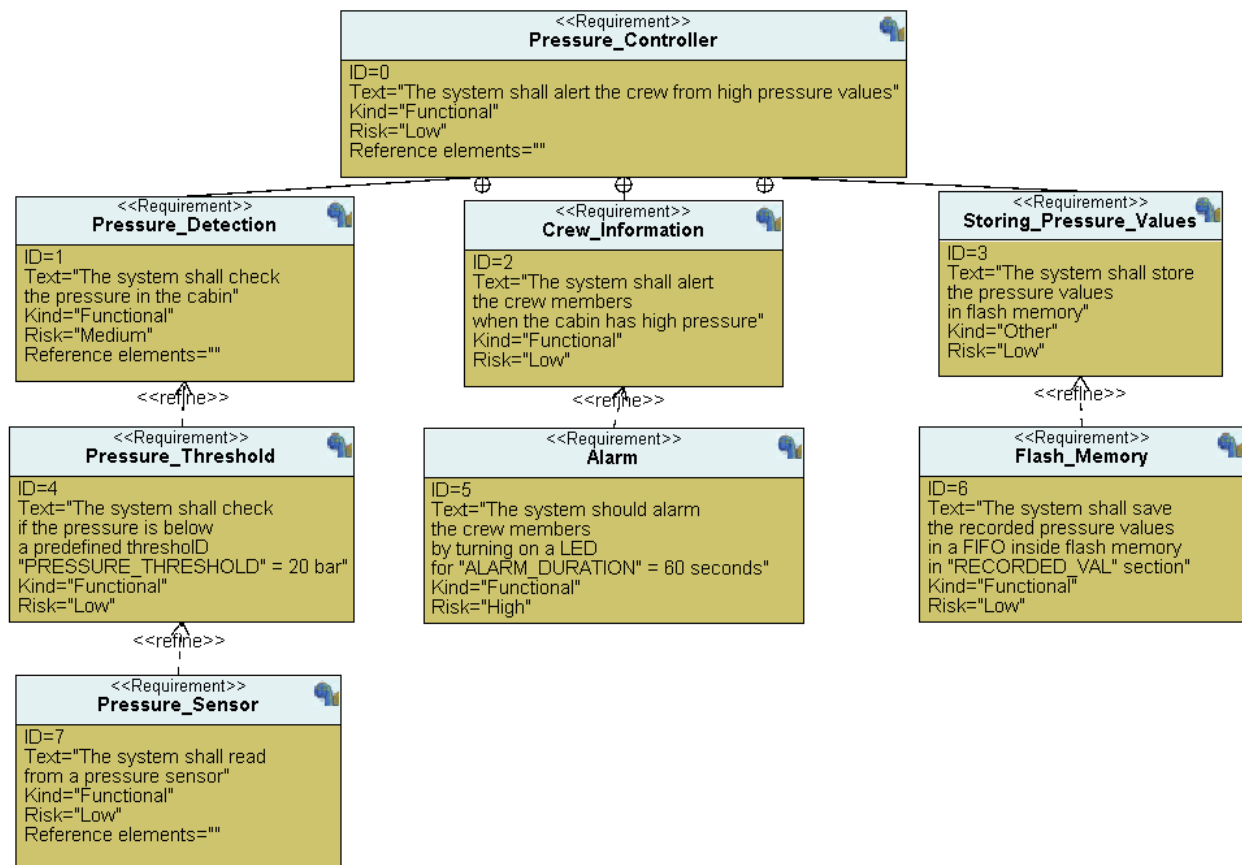 <<Requirement>>
Pressure_Controller
ID=0
Text="The system shall alert the crew from high pressure values"
Kind="Functional"
Risk="Low"
Reference elements=""
<<Requirement>>
Pressure_Detection
ID=1
Text="The system shall check
the pressure in the cabin"
Kind="Functional"
Risk="Medium"
Reference elements=""
<<Requirement>>
Crew_Information
ID=2
Text="The system shall alert
the crew members
when the cabin has high pressure"
Kind="Functional"
Risk="Low"
<<Requirement>>
Storing_Pressure_Values
ID=3
Text="The system shall store
the pressure values
in flash memory"
Kind="Other"
Risk="Low"
<<refine>>
<<refine>>
<<refine>>
<<Requirement>>
Pressure_Threshold
ID=4
Text="The system shall check
if the pressure is below
a predefined thresholD
"PRESSURE_THRESHOLD" = 20 bar"
Kind="Functional"
Risk="Low"
<<Requirement>>
Alarm
ID=5
Text="The system should alarm
the crew members
by turning on a LED
for "ALARM_DURATION" = 60 seconds"
Kind="Functional"
Risk="High"
<<Requirement>>
Flash_Memory
ID=6
Text="The system shall save
the recorded pressure values
in a FIFO inside flash memory
in "RECORDED_VAL" section"
Kind="Functional"
Risk="Low"
<<refine>>
<<Requirement>>
Pressure_Sensor
ID=7
Text="The system shall read
from a pressure sensor"
Kind="Functional"
Risk="Low"
Reference elements=""